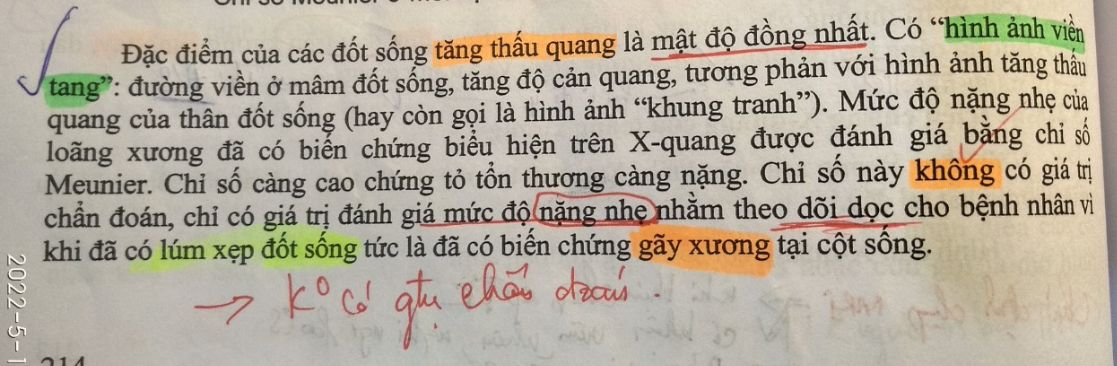 Đặc điểm của các đốt sống tăng thấu quang là mật độ đồng nhất. Có “hình ảnh viền
tang”: đường viền ở mâm đốt sống, tăng độ cản quang, tương phản với hình ảnh tăng thấu
quang của thân đốt sống (hay còn gọi là hình ảnh “khung tranh”). Mức độ nặng nhẹ của
loãng xương đã có biến chứng biểu hiện trên X-quang được đánh giá bằng chỉ số
Meunier. Chỉ số càng cao chứng tỏ tổn thương càng nặng. Chỉ số này không có giá trị
chẩn đoán, chỉ có giá trị đánh giá mức độ nặng nhẹ nhằm theo dõi dọc cho bệnh nhân vì
khi đã có lúm xẹp đốt sống tức là đã có biến chứng gãy xương tại cột sống.
→ K° có gtrị chẩn đoán.
2022-5-1
214